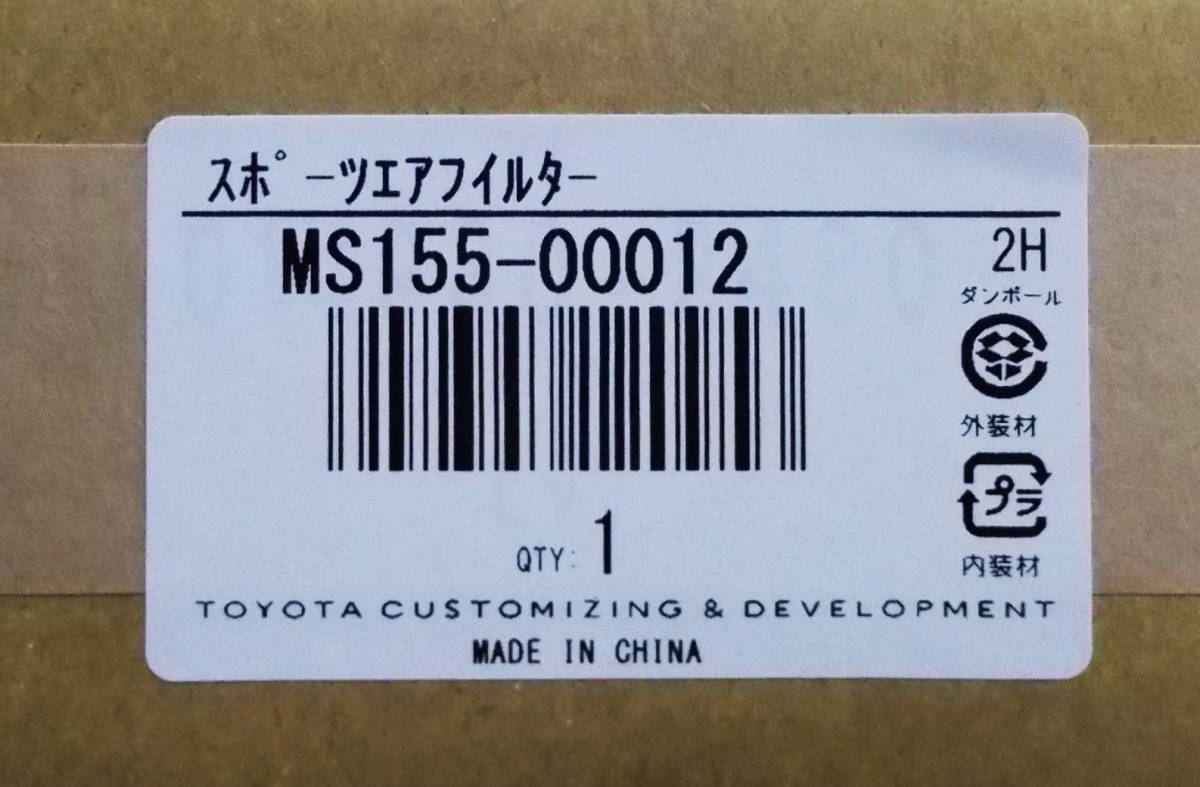 スポーツエアフイルター
MS155-00012
2H
ダンボール
外装材
プラ
内装材
QTY: 1
TOYOTA CUSTOMIZING & DEVELOPMENT
MADE IN CHINA